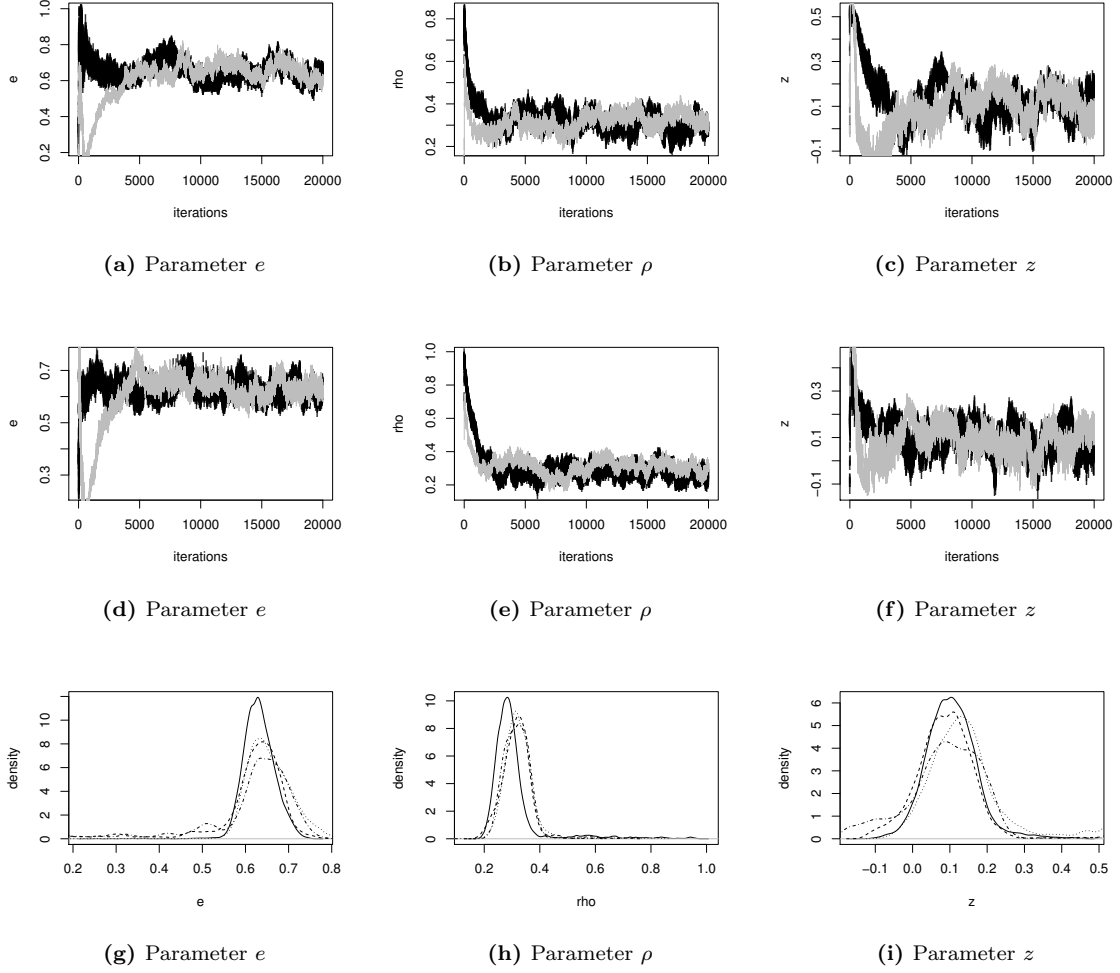 e
0.2 0.4 0.6 0.8 1.0
0 5000 10000 15000 20000
iterations
(a) Parameter e
rho
0.2 0.4 0.6 0.8
0 5000 10000 15000 20000
iterations
(b) Parameter ρ
z
−0.1 0.1 0.3 0.5
0 5000 10000 15000 20000
iterations
(c) Parameter z
e
0.3 0.5 0.7
0 5000 10000 15000 20000
iterations
(d) Parameter e
rho
0.2 0.4 0.6 0.8 1.0
0 5000 10000 15000 20000
iterations
(e) Parameter ρ
z
−0.1 0.1 0.3
0 5000 10000 15000 20000
iterations
(f) Parameter z
density
0 2 4 6 8 10
0.2 0.3 0.4 0.5 0.6 0.7 0.8
e
(g) Parameter e
density
0 2 4 6 8 10
0.2 0.4 0.6 0.8 1.0
rho
(h) Parameter ρ
density
0 1 2 3 4 5 6
−0.1 0.0 0.1 0.2 0.3 0.4 0.5
z
(i) Parameter z